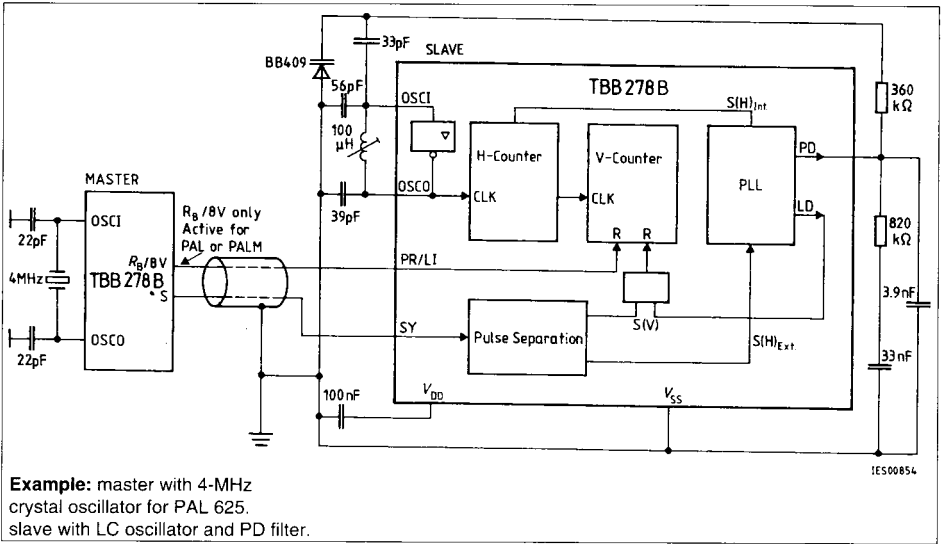 33pF
SLAVE
BB409
TBB 278 B
56pF
OSCI
S(H)Int.
360
kΩ
100
μH
H-Counter
V-Counter
PD
PLL
MASTER
OSCO
CLK
CLK
LD
RB/8V only
Active for
PAL or PALM
39pF
R
R
820
kΩ
OSCI
22pF
RB/8V
PR/LI
4MHz
TBB 278 B
3.9nF
S
S(V)
SY
Pulse Separation
S(H)Ext.
OSCO
33nF
22pF
100nF
VDD
VSS
IES00854
Example: master with 4-MHz
crystal oscillator for PAL 625.
slave with LC oscillator and PD filter.